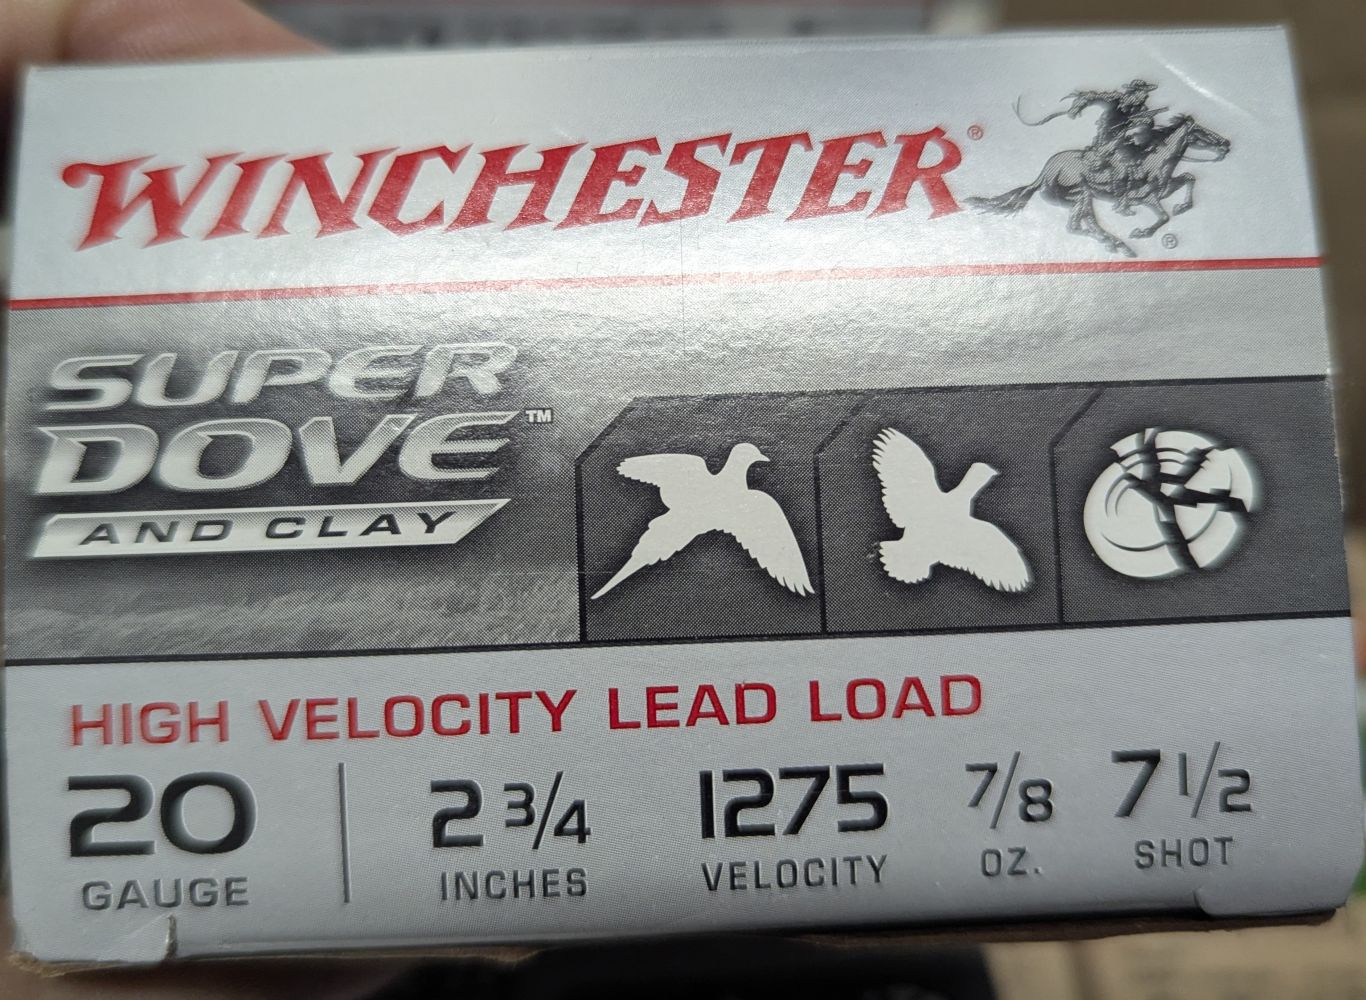 WINCHESTER®
®
SUPER
DOVE™
AND CLAY
HIGH VELOCITY LEAD LOAD
20 2 3/4 1275 7/8 7 1/2
GAUGE INCHES VELOCITY OZ. SHOT